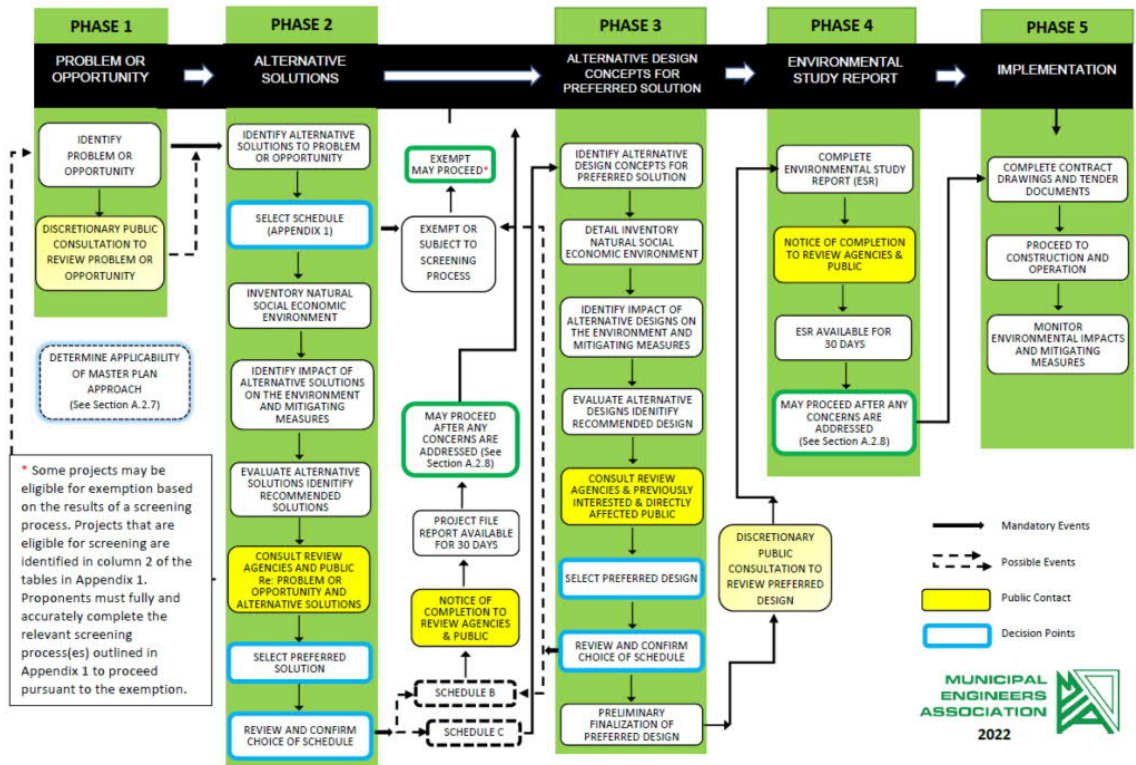 PHASE 1
PROBLEM OR
OPPORTUNITY
IDENTIFY
PROBLEM OR
OPPORTUNITY
DISCRETIONARY PUBLIC
CONSULTATION TO
REVIEW PROBLEM OR
OPPORTUNITY
DETERMINE APPLICABILITY
OF MASTER PLAN
APPROACH
(See Section A.2.7)
* Some projects may be
eligible for exemption based
on the results of a screening
process. Projects that are
eligible for screening are
identified in column 2 of the
tables in Appendix 1.
Proponents must fully and
accurately complete the
relevant screening
process(es) outlined in
Appendix 1 to proceed
pursuant to the exemption.
PHASE 2
ALTERNATIVE
SOLUTIONS
IDENTIFY ALTERNATIVE
SOLUTIONS TO PROBLEM
OR OPPORTUNITY
SELECT SCHEDULE
(APPENDIX 1)
INVENTORY NATURAL
SOCIAL ECONOMIC
ENVIRONMENT
IDENTIFY IMPACT OF
ALTERNATIVE SOLUTIONS
ON THE ENVIRONMENT
AND MITIGATING
MEASURES
EVALUATE ALTERNATIVE
SOLUTIONS IDENTIFY
RECOMMENDED
SOLUTIONS
CONSULT REVIEW
AGENCIES AND PUBLIC
Re: PROBLEM OR
OPPORTUNITY AND
ALTERNATIVE SOLUTIONS
SELECT PREFERRED
SOLUTION
REVIEW AND CONFIRM
CHOICE OF SCHEDULE
EXEMPT
MAY PROCEED*
EXEMPT OR
SUBJECT TO
SCREENING
PROCESS
MAY PROCEED
AFTER ANY
CONCERNS ARE
ADDRESSED (See
Section A.2.8)
PROJECT FILE
REPORT AVAILABLE
FOR 30 DAYS
NOTICE OF
COMPLETION TO
REVIEW AGENCIES
& PUBLIC
SCHEDULE B
SCHEDULE C
PHASE 3
ALTERNATIVE DESIGN
CONCEPTS FOR
PREFERRED SOLUTION
IDENTIFY ALTERNATIVE
DESIGN CONCEPTS FOR
PREFERRED SOLUTION
DETAIL INVENTORY
NATURAL SOCIAL
ECONOMIC ENVIRONMENT
IDENTIFY IMPACT OF
ALTERNATIVE DESIGNS ON
THE ENVIRONMENT AND
MITIGATING MEASURES
EVALUATE ALTERNATIVE
DESIGNS IDENITIFY
RECOMMENDED DESIGN
CONSULT REVIEW
AGENCIES & PREVIOUSLY
INTERESTED & DIRECTLY
AFFECTED PUBLIC
SELECT PREFERRED DESIGN
REVIEW AND CONFIRM
CHOICE OF SCHEDULE
PRELIMINARY
FINALIZATION OF
PREFERRED DESIGN
DISCRETIONARY
PUBLIC
CONSULTATION TO
REVIEW PREFERRED
DESIGN
PHASE 4
ENVIRONMENTAL
STUDY REPORT
COMPLETE
ENVIRONMENTAL STUDY
REPORT (ESR)
NOTICE OF COMPLETION
TO REVIEW AGENCIES &
PUBLIC
ESR AVAILABLE FOR
30 DAYS
MAY PROCEED AFTER ANY
CONCERNS ARE
ADDRESSED
(See Section A.2.8)
PHASE 5
IMPLEMENTATION
COMPLETE CONTRACT
DRAWINGS AND TENDER
DOCUMENTS
PROCEED TO
CONSTRUCTION AND
OPERATION
MONITOR
ENVIRONMENTAL IMPACTS
AND MITIGATING
MEASURES
Mandatory Events
Possible Events
Public Contact
Decision Points
MUNICIPAL
ENGINEERS
ASSOCIATION
2022